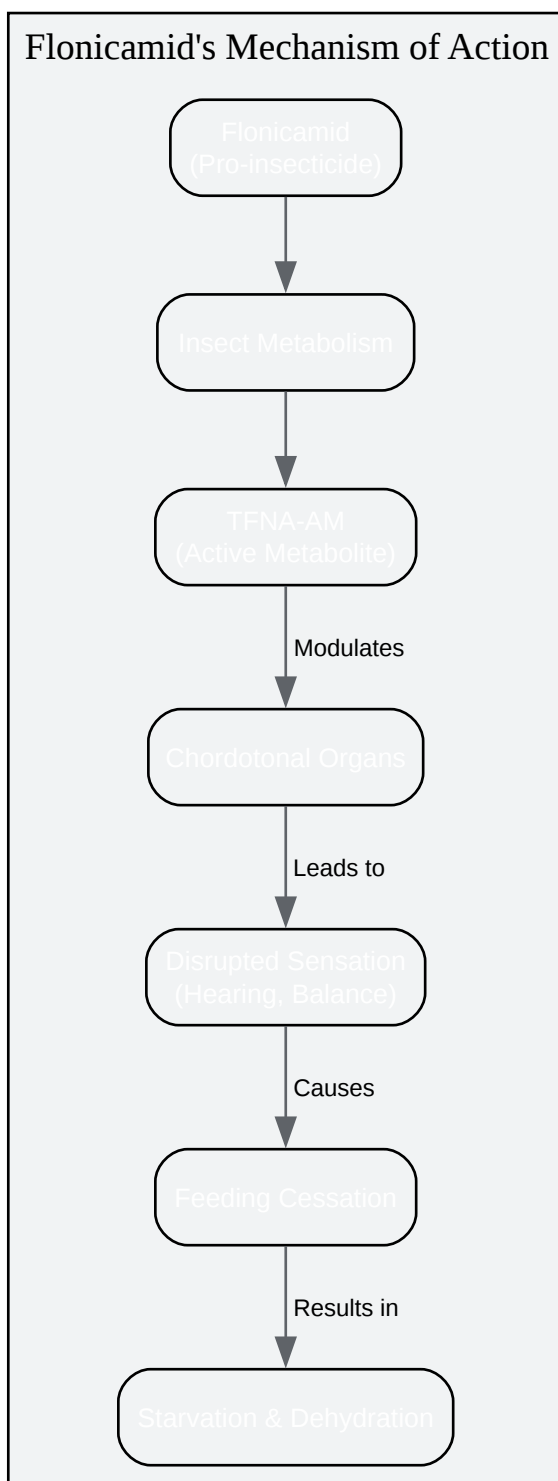 Flonicamid's Mechanism of Action
Flonicamid
(Pro-insecticide)
Insect Metabolism
TFNA-AM
(Active Metabolite)
Modulates
Chordotonal Organs
Leads to
Disrupted Sensation
(Hearing, Balance)
Causes
Feeding Cessation
Results in
Starvation & Dehydration